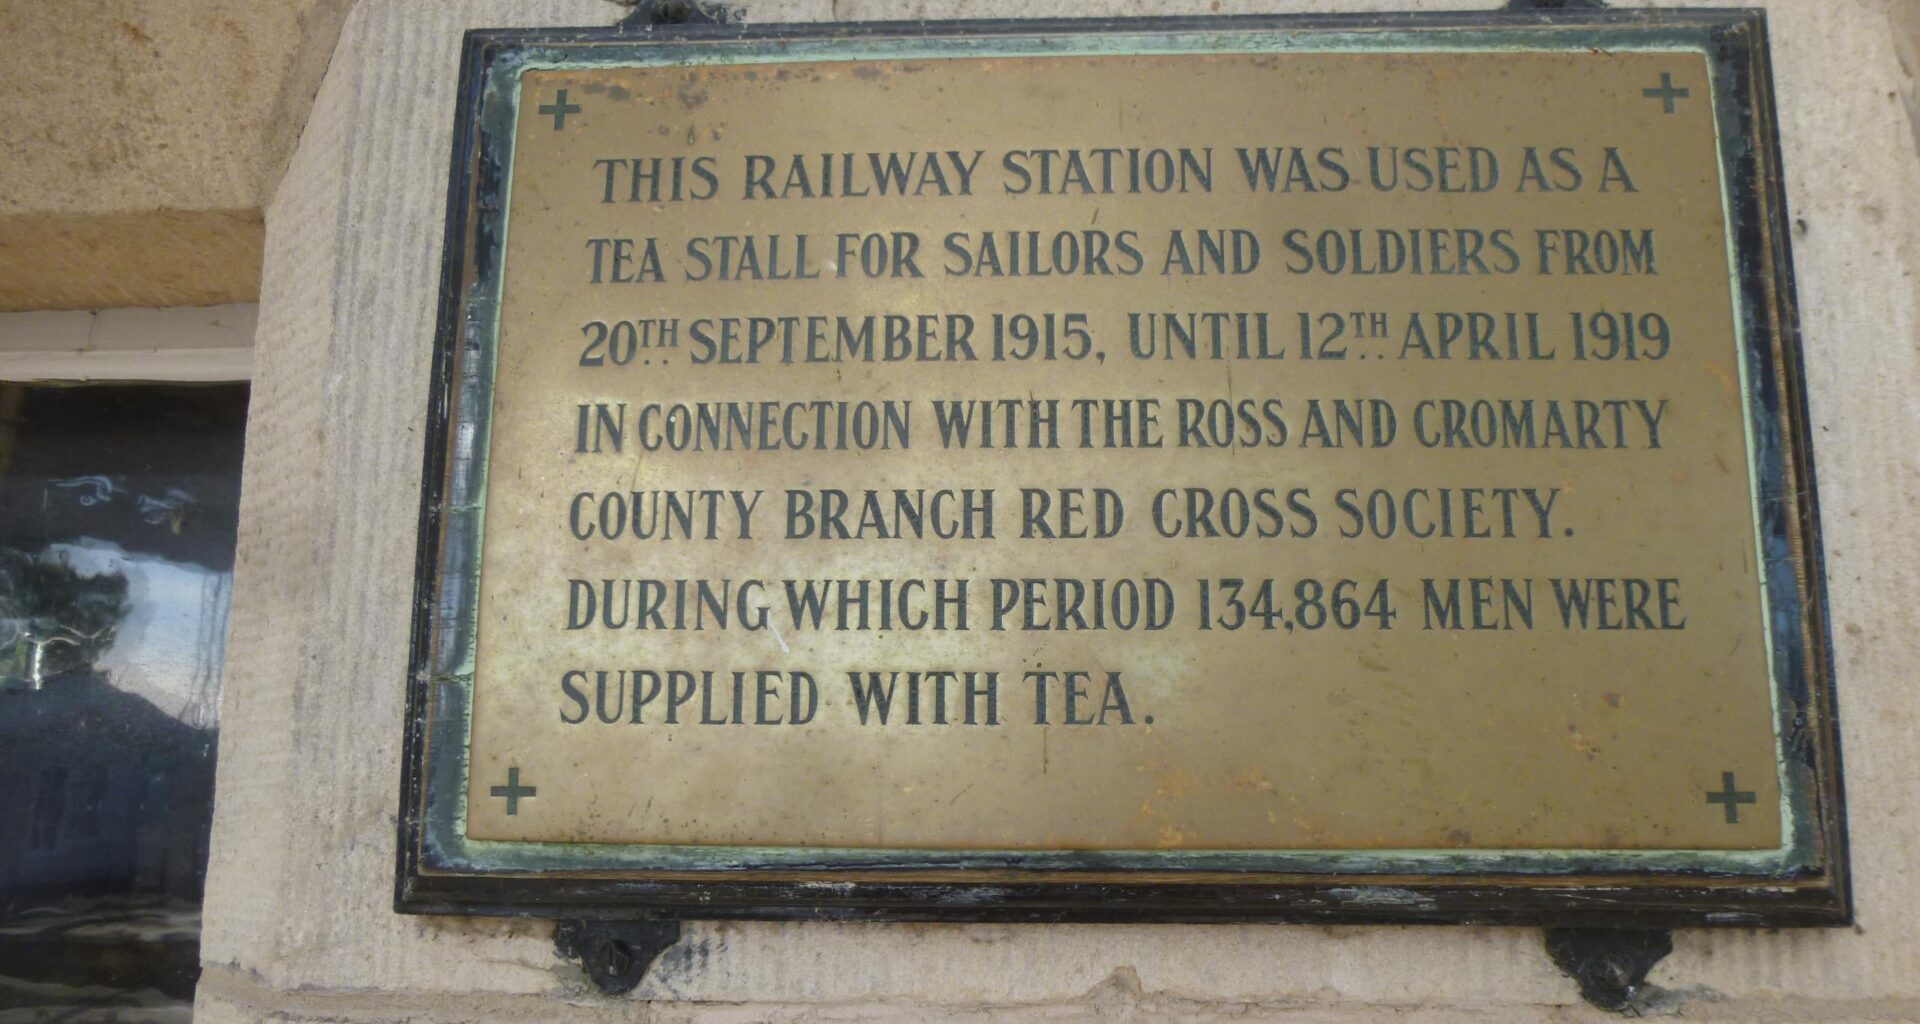 THIS RAILWAY STATION WAS USED AS A
TEA STALL FOR SAILORS AND SOLDIERS FROM
20TH SEPTEMBER 1915, UNTIL 12TH APRIL 1919
IN CONNECTION WITH THE ROSS AND CROMARTY
COUNTY BRANCH RED CROSS SOCIETY.
DURING WHICH PERIOD 134,864 MEN WERE
SUPPLIED WITH TEA.